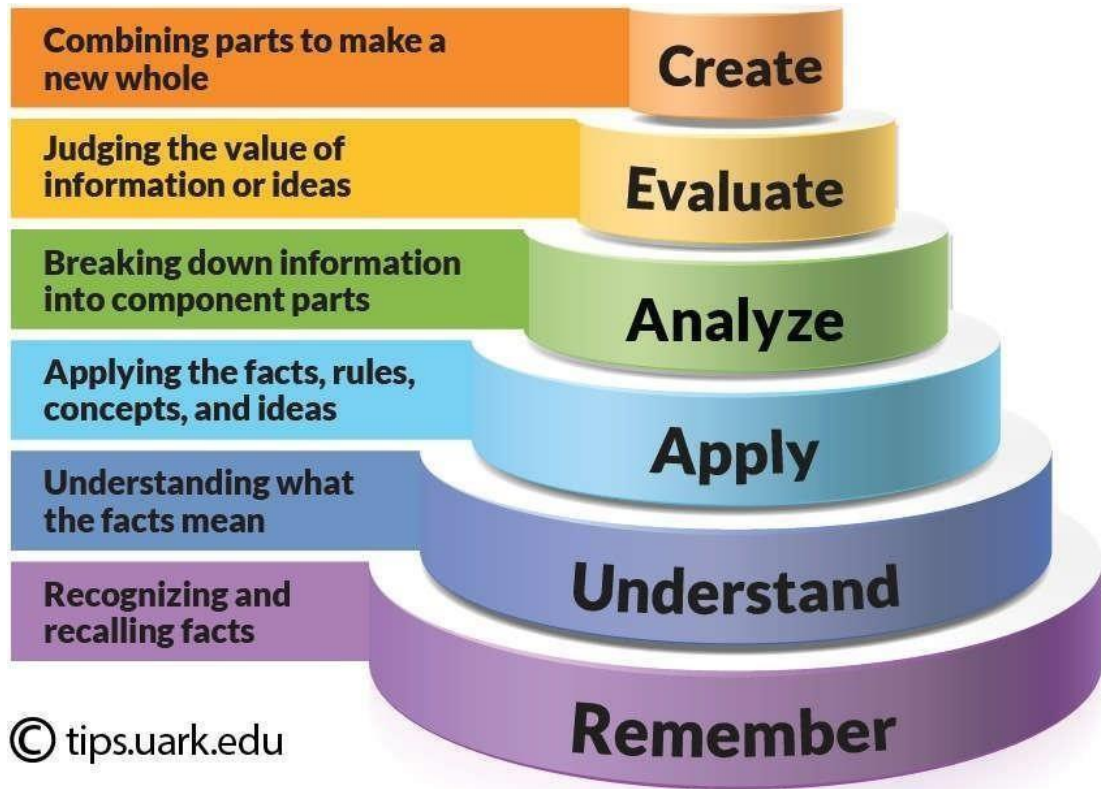 Combining parts to make a
new whole
Create
Judging the value of
information or ideas
Evaluate
Breaking down information
into component parts
Analyze
Applying the facts, rules,
concepts, and ideas
Apply
Understanding what
the facts mean
Understand
Recognizing and
recalling facts
Remember
© tips.uark.edu